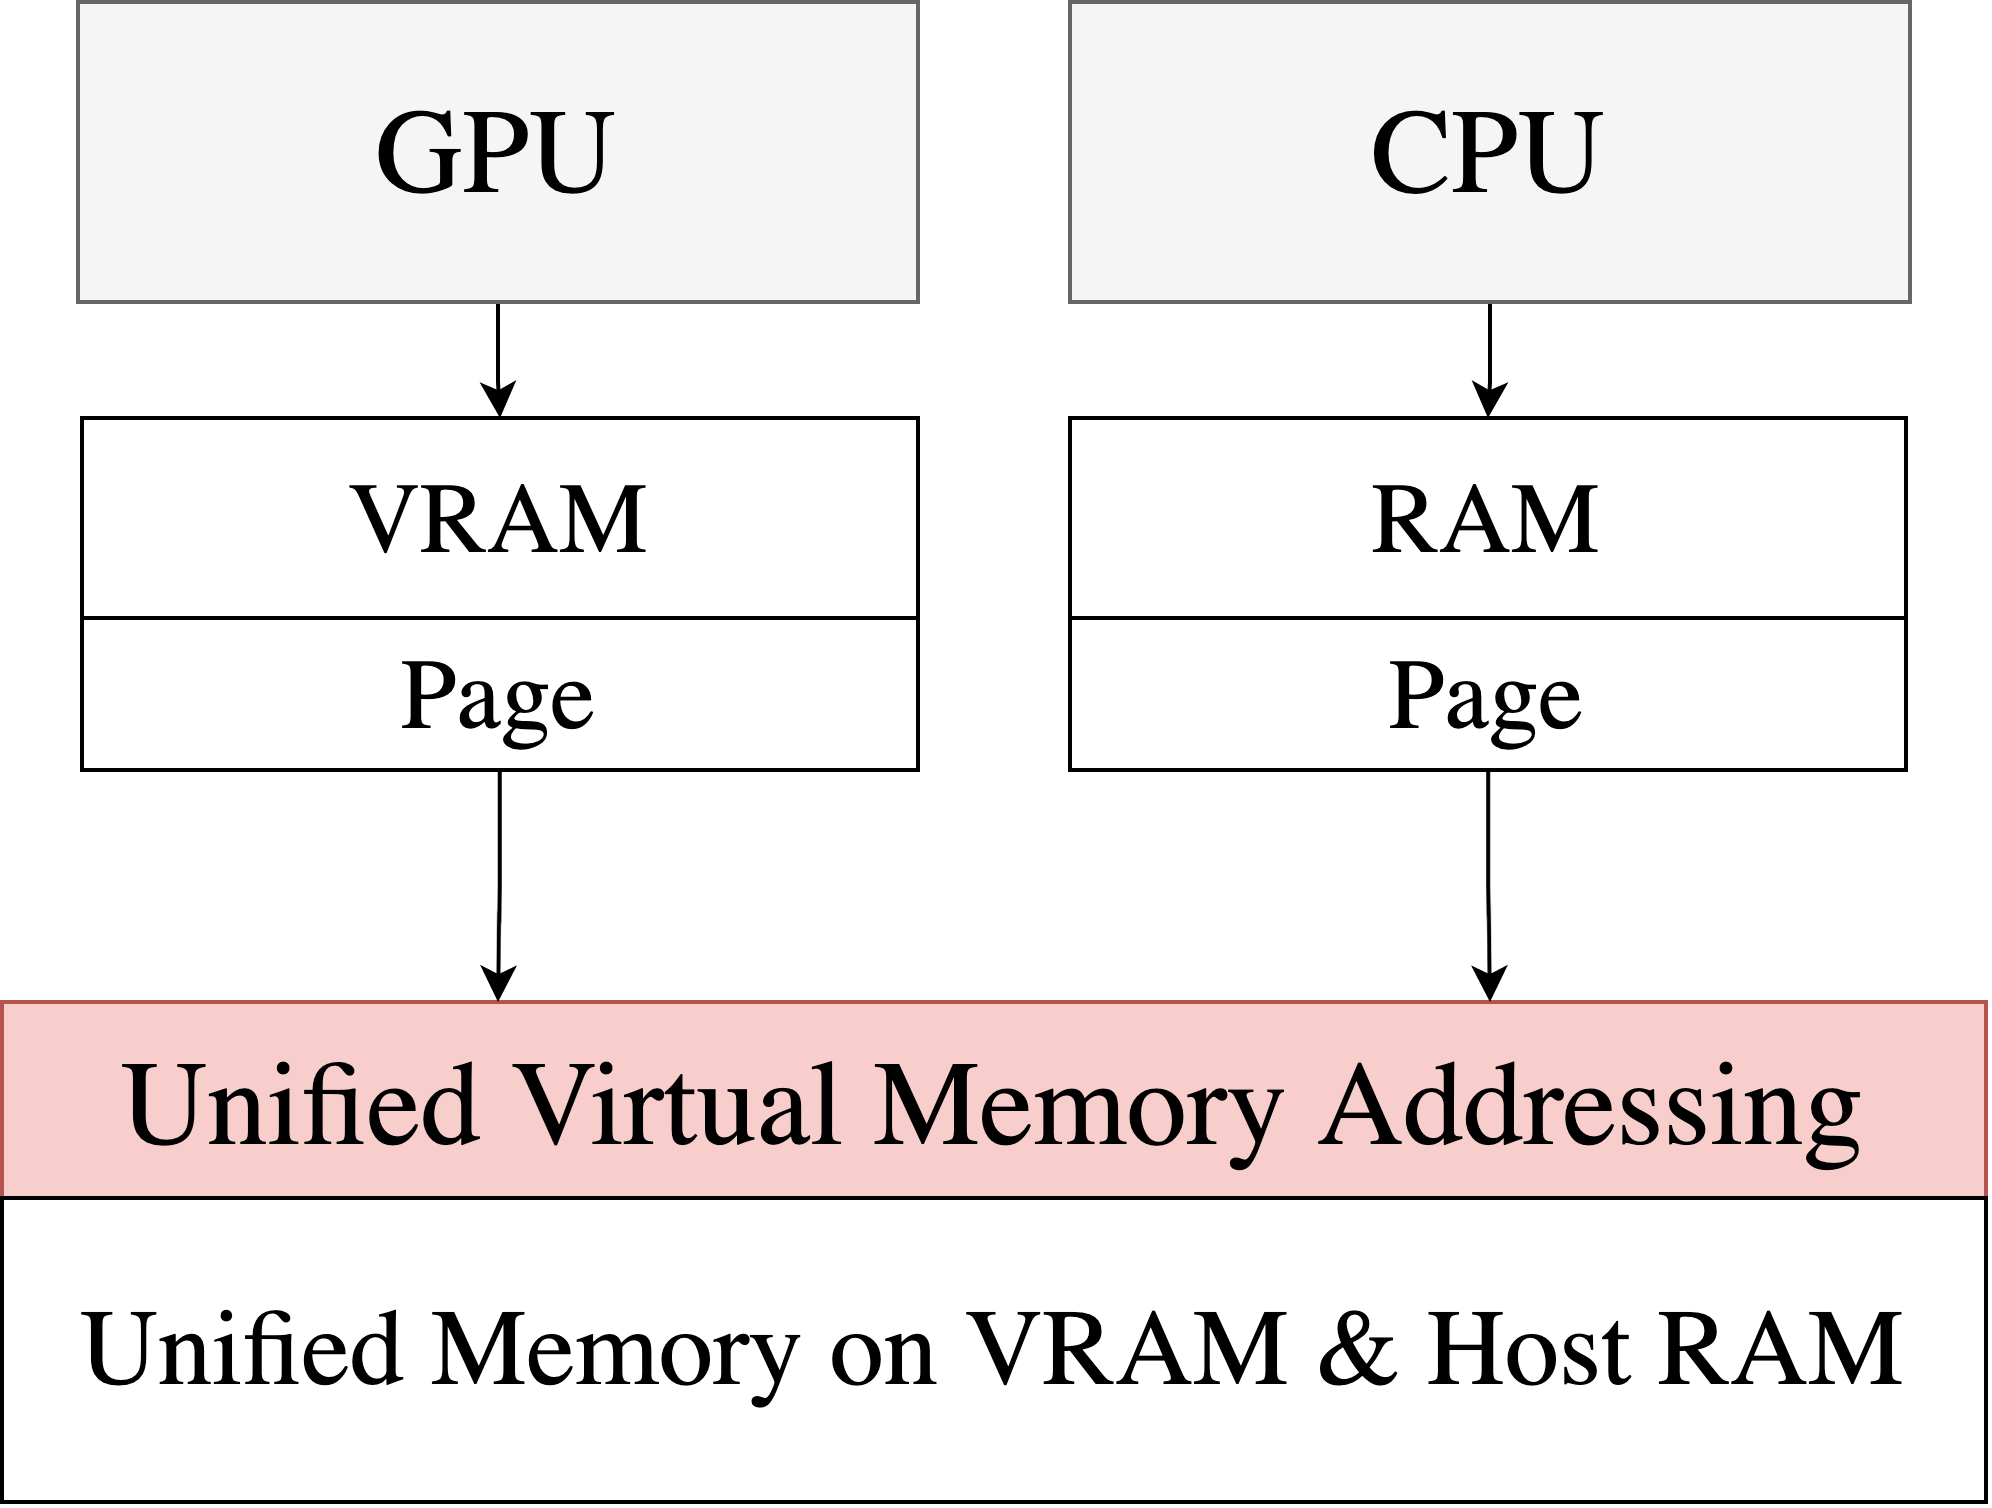 GPU
CPU
VRAM
RAM
Page
Page
Unified Virtual Memory Addressing
Unified Memory on VRAM & Host RAM